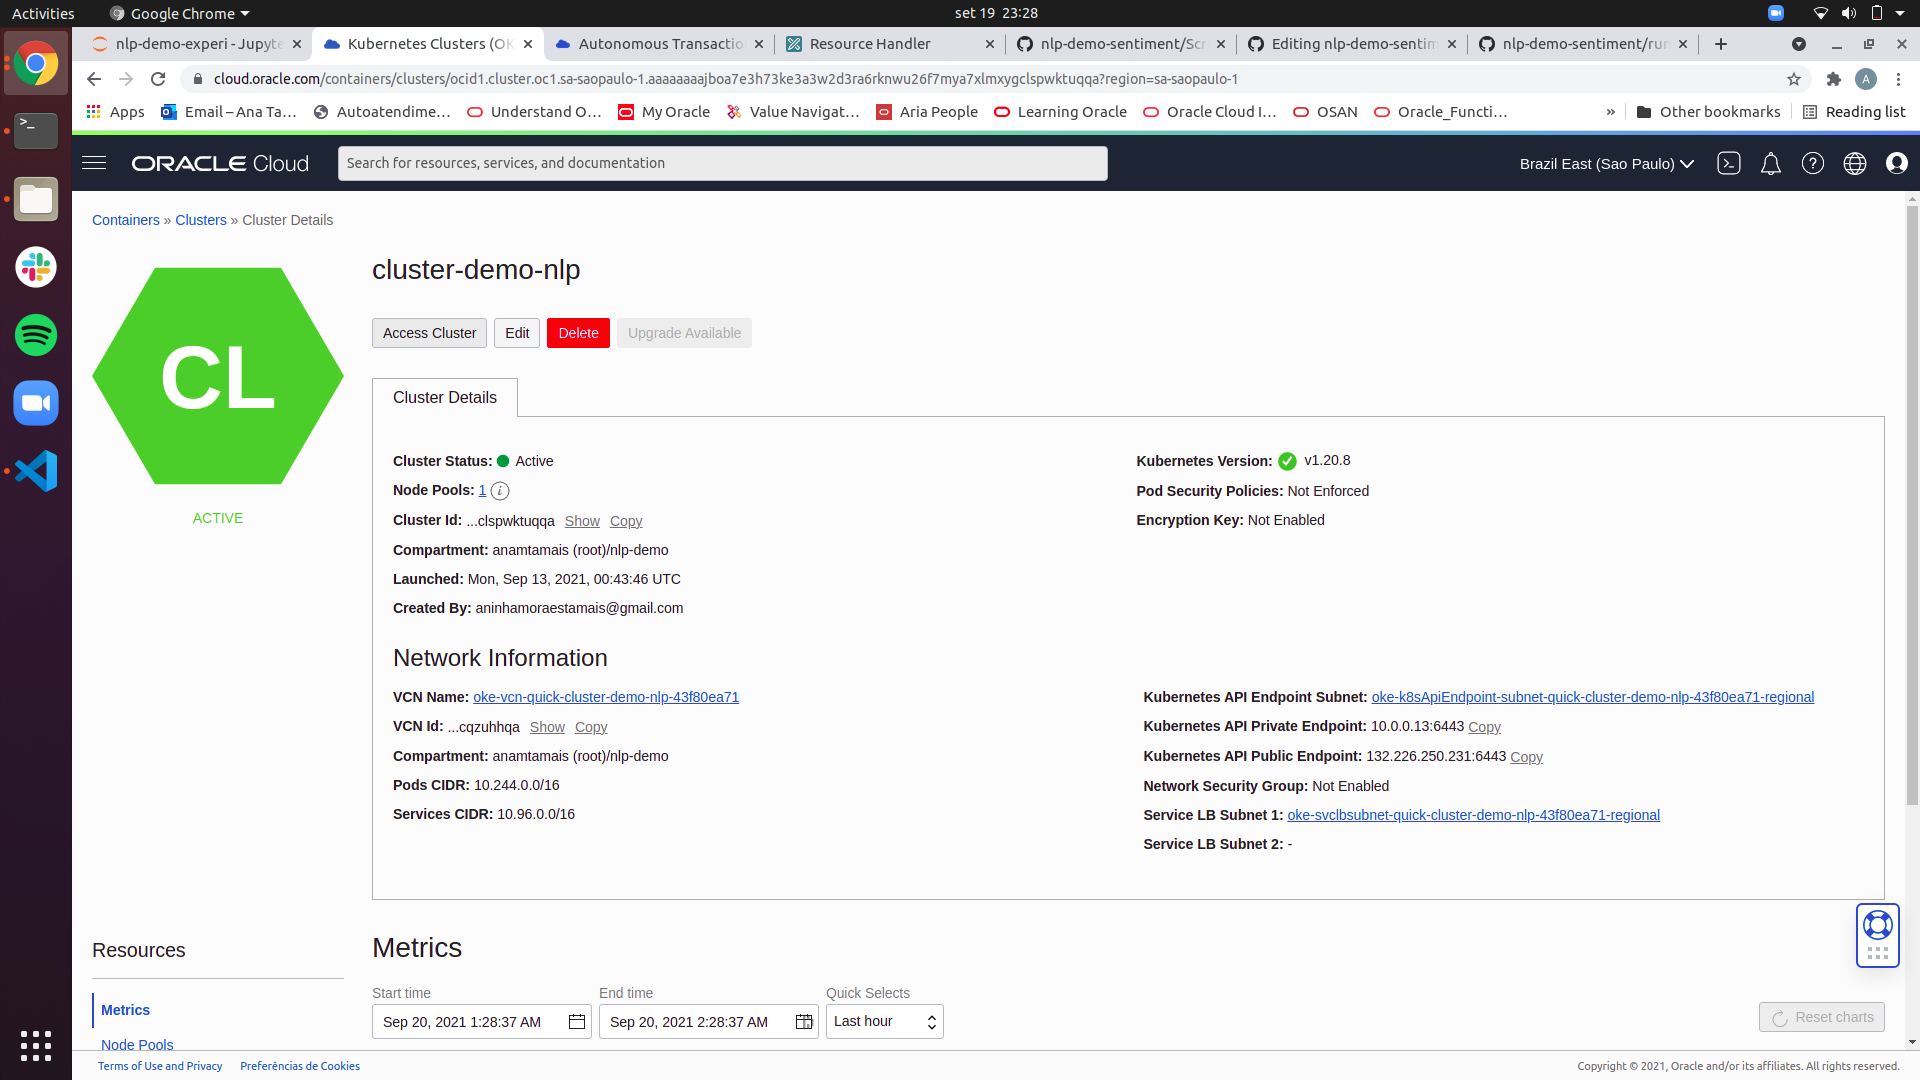 Activities
Google Chrome
set 19 23:28
nlp-demo-experi - Jupyte
Kubernetes Clusters (OK
Autonomous Transactio
Resource Handler
nlp-demo-sentiment/Scr
Editing nlp-demo-sentim
nlp-demo-sentiment/run
cloud.oracle.com/containers/clusters/ocid1.cluster.oc1.sa-saopaulo-1.aaaaaaaajboa7e3h73ke3a3w2d3ra6rknwu26f7mya7xlmxygclspwktuqqa?region=sa-saopaulo-1
A
Apps
Email – Ana Ta…
Autoatendime…
Understand O…
My Oracle
Value Navigat…
Aria People
Learning Oracle
Oracle Cloud I…
OSAN
Oracle_Functi…
»
Other bookmarks
Reading list
ORACLE Cloud
Search for resources, services, and documentation
Brazil East (Sao Paulo)
Containers » Clusters » Cluster Details
CL
ACTIVE
cluster-demo-nlp
Access Cluster
Edit
Delete
Upgrade Available
Cluster Details
Cluster Status: Active
Node Pools: 1
Cluster Id: ...clspwktuqqa Show Copy
Compartment: anamtamais (root)/nlp-demo
Launched: Mon, Sep 13, 2021, 00:43:46 UTC
Created By: aninhamoraestamais@gmail.com
Kubernetes Version: v1.20.8
Pod Security Policies: Not Enforced
Encryption Key: Not Enabled
Network Information
VCN Name: oke-vcn-quick-cluster-demo-nlp-43f80ea71
VCN Id: ...cqzuhhqa Show Copy
Compartment: anamtamais (root)/nlp-demo
Pods CIDR: 10.244.0.0/16
Services CIDR: 10.96.0.0/16
Kubernetes API Endpoint Subnet: oke-k8sApiEndpoint-subnet-quick-cluster-demo-nlp-43f80ea71-regional
Kubernetes API Private Endpoint: 10.0.0.13:6443 Copy
Kubernetes API Public Endpoint: 132.226.250.231:6443 Copy
Network Security Group: Not Enabled
Service LB Subnet 1: oke-svclbsubnet-quick-cluster-demo-nlp-43f80ea71-regional
Service LB Subnet 2: -
Resources
Metrics
Node Pools
Metrics
Start time
Sep 20, 2021 1:28:37 AM
End time
Sep 20, 2021 2:28:37 AM
Quick Selects
Last hour
Reset charts
Terms of Use and Privacy
Preferências de Cookies
Copyright © 2021, Oracle and/or its affiliates. All rights reserved.